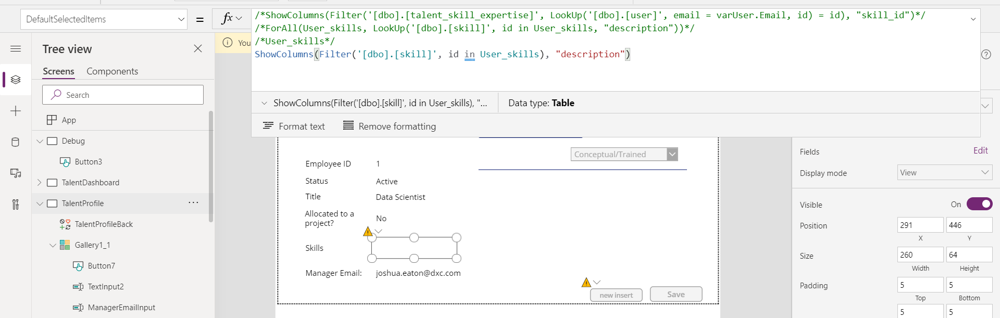 DefaultSelectedItems
=
fx
/*ShowColumns(Filter('[dbo].[talent_skill_expertise]', LookUp('[dbo].[user]', email = varUser.Email, id) = id), "skill_id")*/
/*ForAll(User_skills, LookUp('[dbo].[skill]', id in User_skills, "description"))*/
/*User_skills*/
ShowColumns(Filter('[dbo].[skill]', id in User_skills), "description")
ShowColumns(Filter('[dbo].[skill]', id in User_skills), "...
Data type: Table
Format text
Remove formatting
You
Tree view
Screens
Components
Search
App
Debug
Button3
TalentDashboard
TalentProfile
TalentProfileBack
Gallery1_1
Button7
TextInput2
ManagerEmailInput
Conceptual/Trained
Employee ID
1
Status
Active
Title
Data Scientist
Allocated to a
project?
No
Skills
Manager Email:
joshua.eaton@dxc.com
new insert
Save
Fields
Edit
Display mode
View
Visible
On
Position
291
446
X
Y
Size
260
64
Width
Height
Padding
5
5
Top
Bottom
5
5